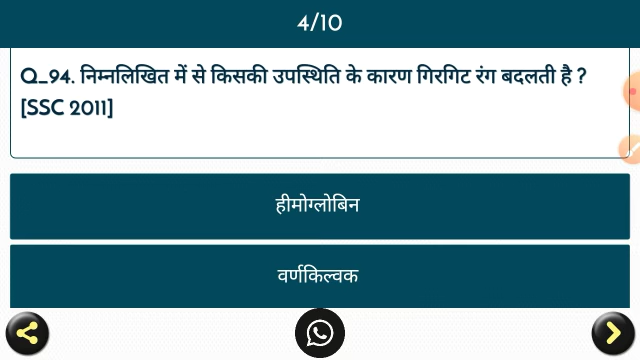 4/10
Q_94. निम्नलिखित में से किसकी उपस्थिति के कारण गिरगिट रंग बदलती है ?
[SSC 2011]
हीमोग्लोबिन
वर्णकिल्वक